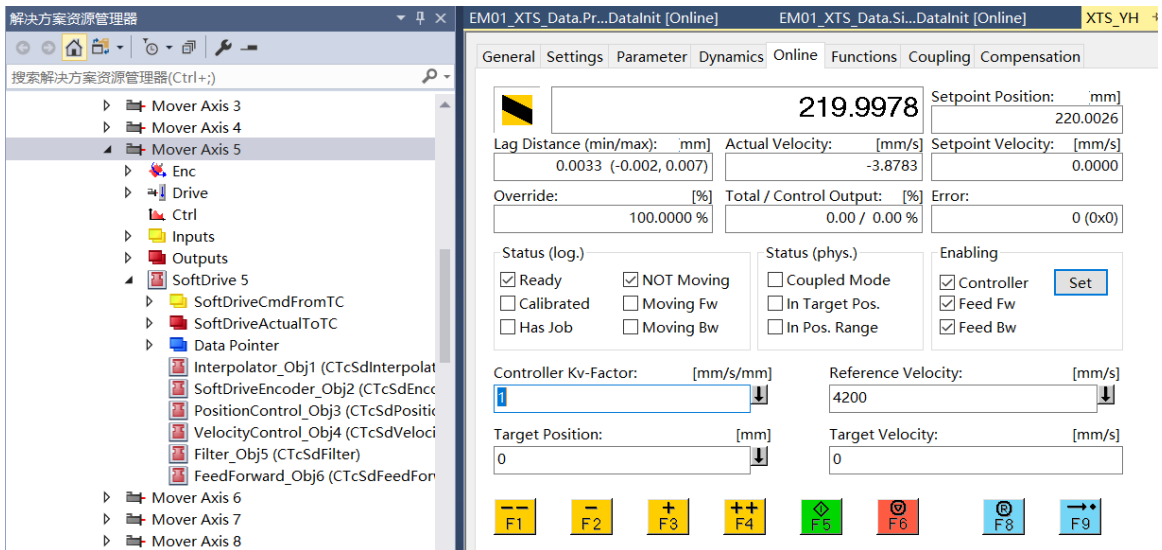 解决方案资源管理器
搜索解决方案资源管理器(Ctrl+;)
Mover Axis 3
Mover Axis 4
Mover Axis 5
Enc
Drive
Ctrl
Inputs
Outputs
SoftDrive 5
SoftDriveCmdFromTC
SoftDriveActualToTC
Data Pointer
Interpolator_Obj1 (CTcSdInterpolat
SoftDriveEncoder_Obj2 (CTcSdEnc
PositionControl_Obj3 (CTcSdPositic
VelocityControl_Obj4 (CTcSdVeloci
Filter_Obj5 (CTcSdFilter)
FeedForward_Obj6 (CTcSdFeedForw
Mover Axis 6
Mover Axis 7
Mover Axis 8
EM01_XTS_Data.Pr...DataInit [Online] EM01_XTS_Data.Si...DataInit [Online] XTS_YH
General Settings Parameter Dynamics Online Functions Coupling Compensation
219.9978
Setpoint Position: mm]
220.0026
Lag Distance (min/max): mm] Actual Velocity: [mm/s] Setpoint Velocity: [mm/s]
0.0033 (-0.002, 0.007) -3.8783 0.0000
Override: [%] Total / Control Output: [%] Error:
100.0000 % 0.00 / 0.00 % 0 (0x0)
Status (log.) Status (phys.) Enabling
Ready NOT Moving Coupled Mode Controller Set
Calibrated Moving Fw In Target Pos. Feed Fw
Has Job Moving Bw In Pos. Range Feed Bw
Controller Kv-Factor: [mm/s/mm] Reference Velocity: [mm/s]
1 4200
Target Position: [mm] Target Velocity: [mm/s]
0 0
-- - + ++ R
F1 F2 F3 F4 F5 F6 F8 F9